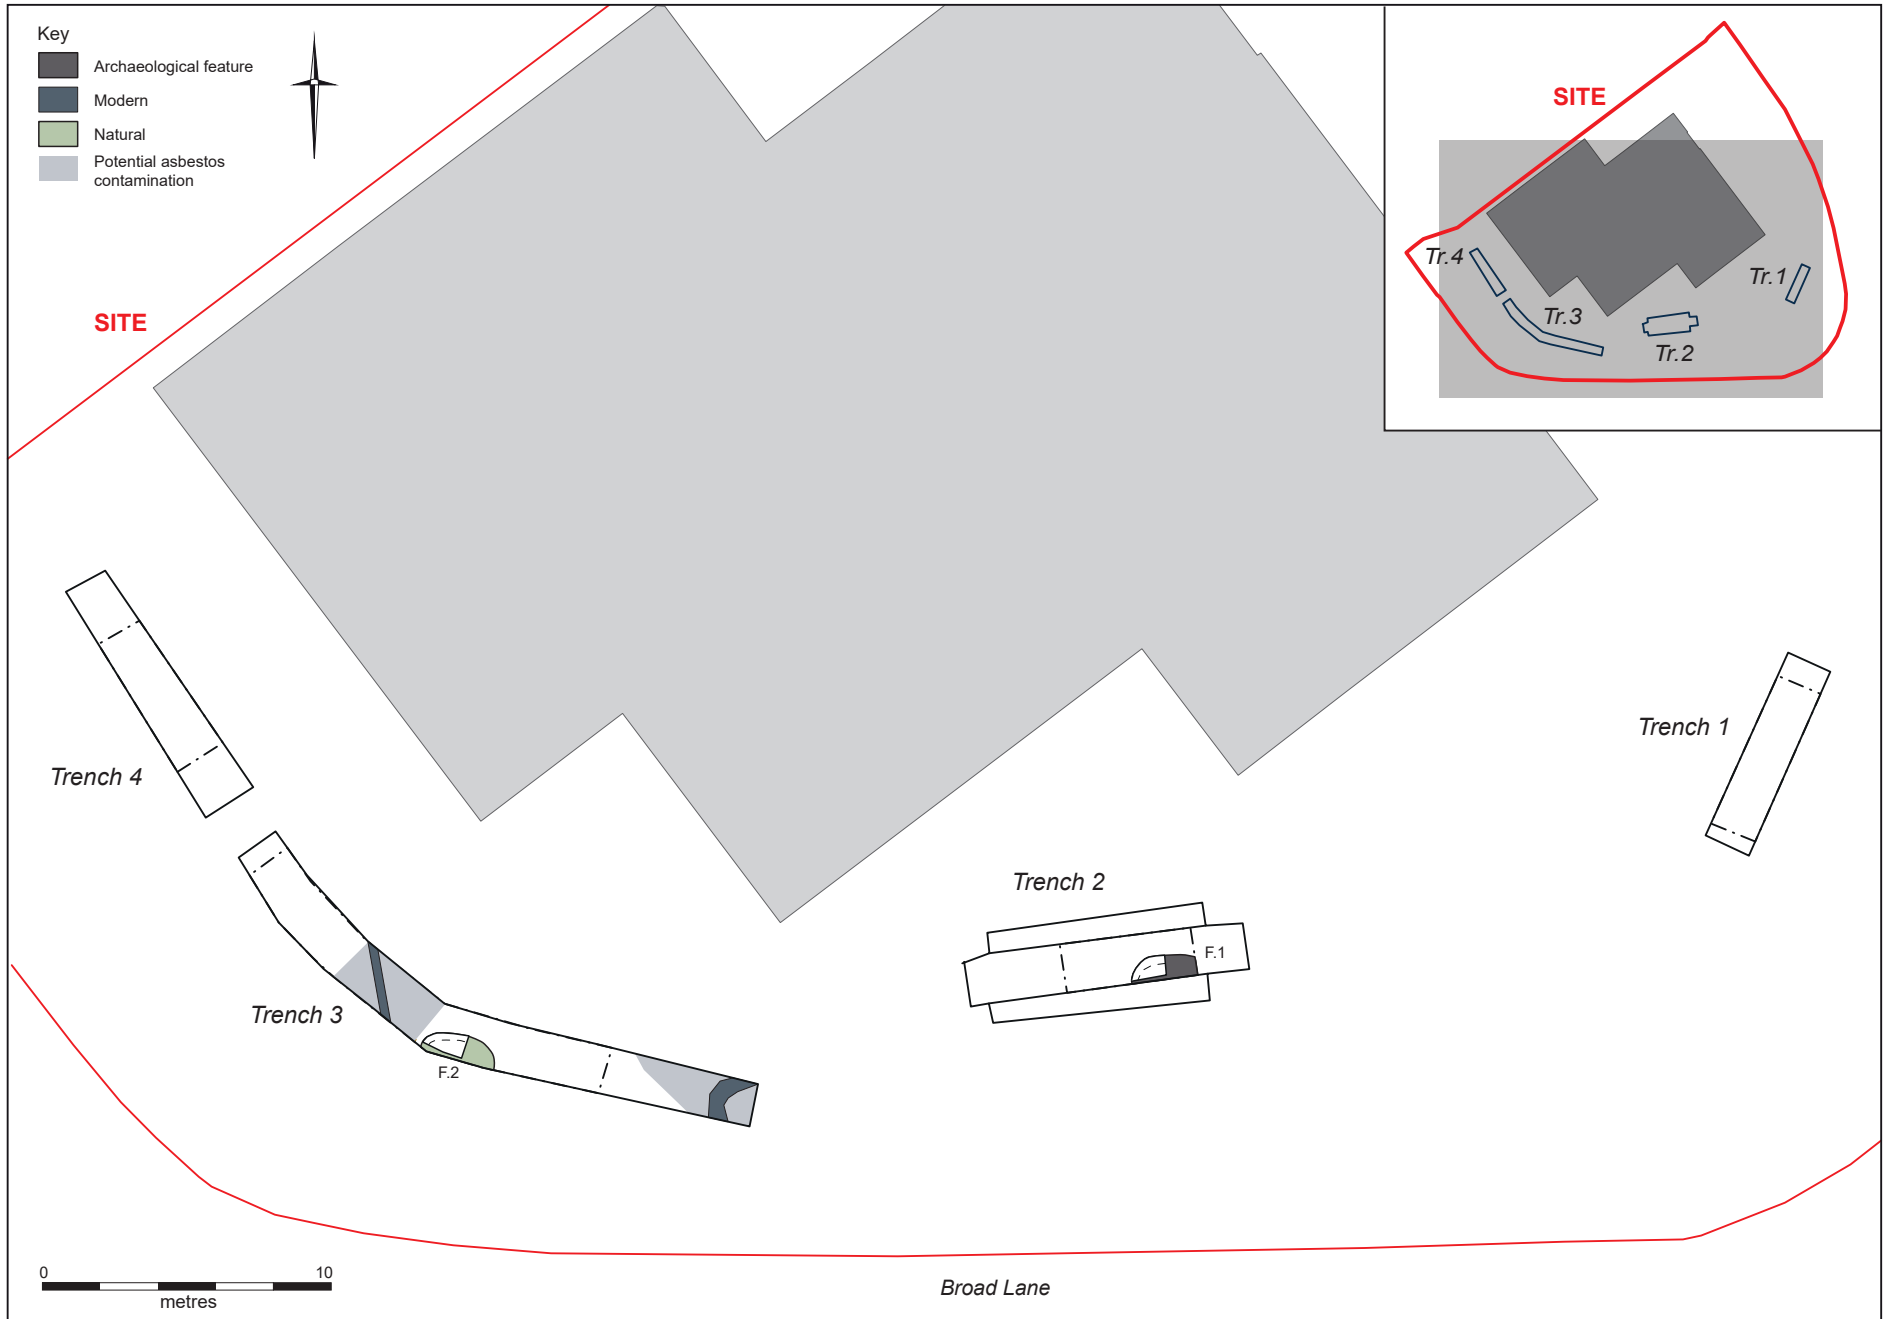 Key
Archaeological feature
Modern
Natural
Potential asbestos
contamination
SITE
SITE
Tr.4
Tr.3
Tr.2
Tr.1
Trench 4
Trench 3
F.2
Trench 2
F.1
Trench 1
0 10
metres
Broad Lane